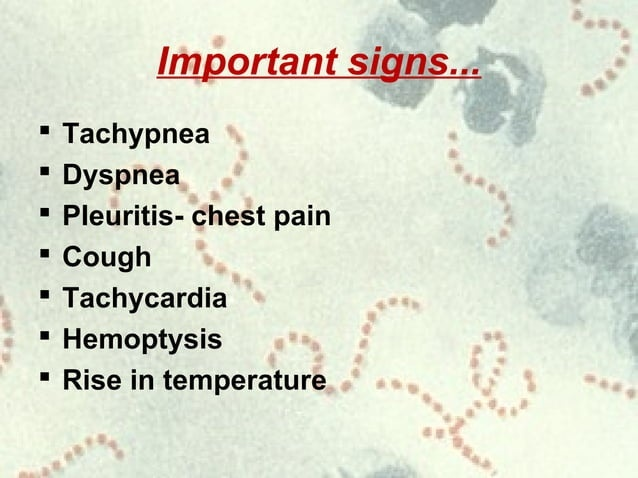 Important signs...
▪ Tachypnea
▪ Dyspnea
▪ Pleuritis- chest pain
▪ Cough
▪ Tachycardia
▪ Hemoptysis
▪ Rise in temperature